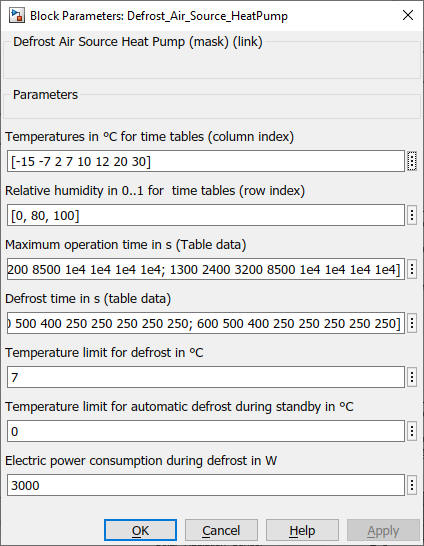 Block Parameters: Defrost_Air_Source_HeatPump
Defrost Air Source Heat Pump (mask) (link)
Parameters
Temperatures in °C for time tables (column index)
[-15 -7 2 7 10 12 20 30]
Relative humidity in 0..1 for  time tables (row index)
[0, 80, 100]
Maximum operation time in s (Table data)
200 8500 1e4 1e4 1e4 1e4; 1300 2400 3200 8500 1e4 1e4 1e4 1e4]
Defrost time in s (table data)
500 400 250 250 250 250 250; 600 500 400 250 250 250 250 250]
Temperature limit for defrost in °C
7
Temperature limit for automatic defrost during standby in °C
0
Electric power consumption during defrost in W
3000
OK Cancel Help Apply